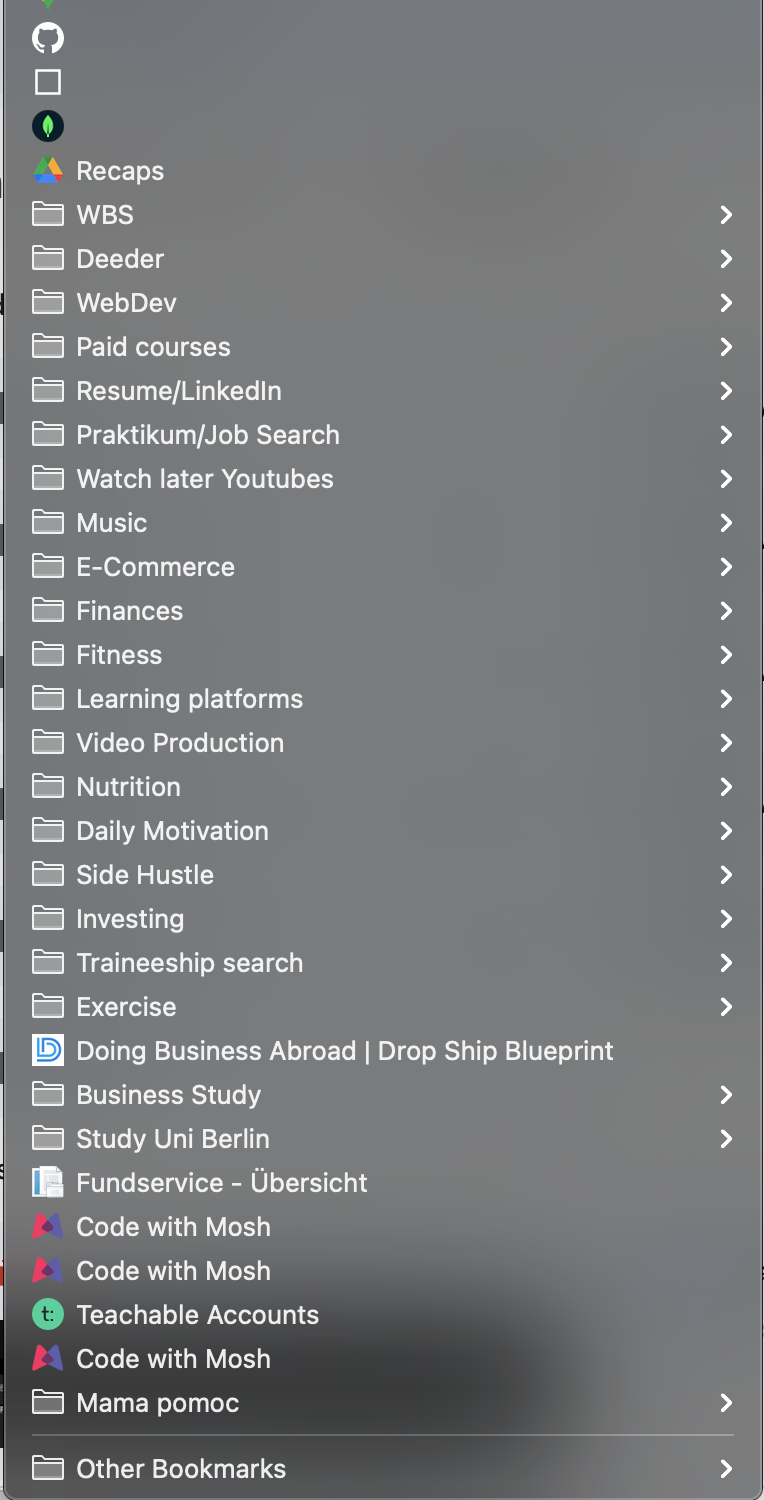 Recaps
WBS
Deeder
WebDev
Paid courses
Resume/LinkedIn
Praktikum/Job Search
Watch later Youtubes
Music
E-Commerce
Finances
Fitness
Learning platforms
Video Production
Nutrition
Daily Motivation
Side Hustle
Investing
Traineeship search
Exercise
Doing Business Abroad | Drop Ship Blueprint
Business Study
Study Uni Berlin
Fundservice - Übersicht
Code with Mosh
Code with Mosh
t: Teachable Accounts
Code with Mosh
Mama pomoc
Other Bookmarks